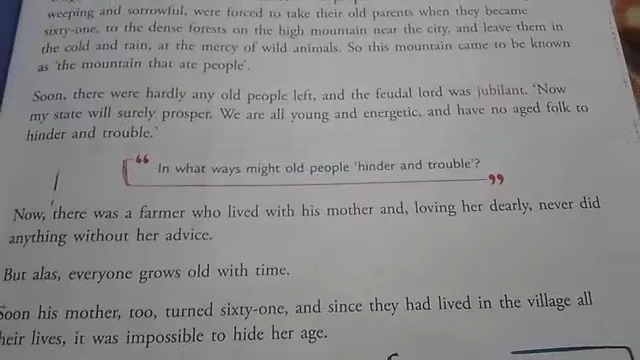 weeping and sorrowful, were forced to take their old parents when they became
sixty-one, to the dense forests on the high mountain near the city, and leave them in
the cold and rain, at the mercy of wild animals. So this mountain came to be known
as 'the mountain that ate people'.
Soon, there were hardly any old people left, and the feudal lord was jubilant. 'Now
my state will surely prosper. We are all young and energetic, and have no aged folk to
hinder and trouble.'
“ In what ways might old people 'hinder and trouble'? ”
Now, there was a farmer who lived with his mother and, loving her dearly, never did
anything without her advice.
But alas, everyone grows old with time.
Soon his mother, too, turned sixty-one, and since they had lived in the village all
heir lives, it was impossible to hide her age.